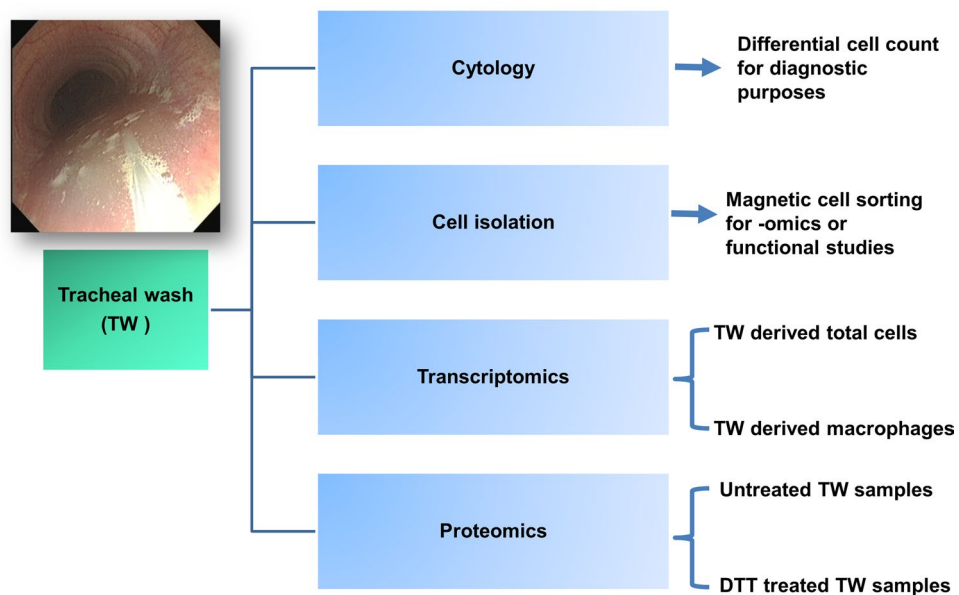 Tracheal wash
(TW )
Cytology
Differential cell count
for diagnostic
purposes
Cell isolation
Magnetic cell sorting
for -omics or
functional studies
Transcriptomics
TW derived total cells
TW derived macrophages
Proteomics
Untreated TW samples
DTT treated TW samples